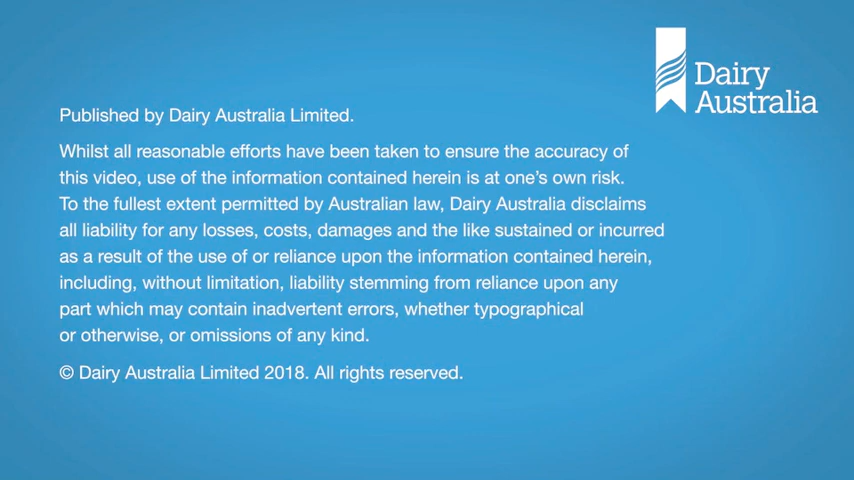 Dairy
Australia
Published by Dairy Australia Limited.
Whilst all reasonable efforts have been taken to ensure the accuracy of
this video, use of the information contained herein is at one's own risk.
To the fullest extent permitted by Australian law, Dairy Australia disclaims
all liability for any losses, costs, damages and the like sustained or incurred
as a result of the use of or reliance upon the information contained herein,
including, without limitation, liability stemming from reliance upon any
part which may contain inadvertent errors, whether typographical
or otherwise, or omissions of any kind.
© Dairy Australia Limited 2018. All rights reserved.